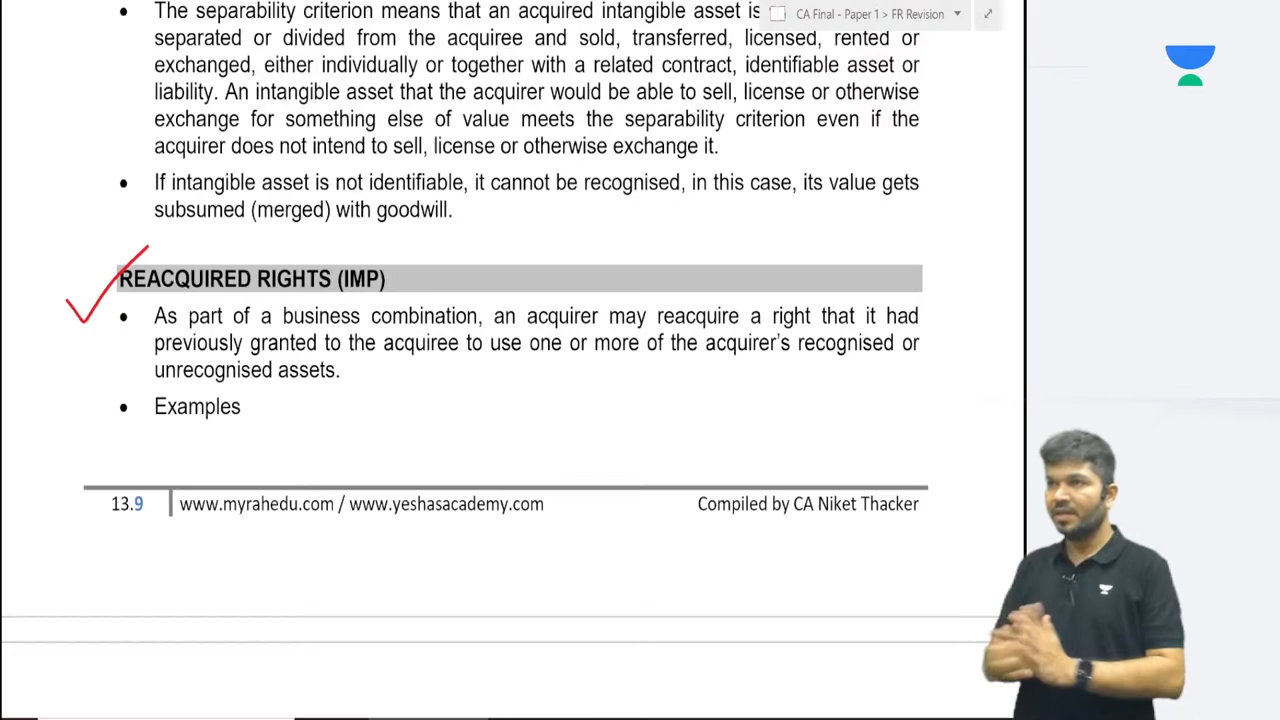 The separability criterion means that an acquired intangible asset is
CA Final - Paper 1 > FR Revision
separated or divided from the acquiree and sold, transferred, licensed, rented or
exchanged, either individually or together with a related contract, identifiable asset or
liability. An intangible asset that the acquirer would be able to sell, license or otherwise
exchange for something else of value meets the separability criterion even if the
acquirer does not intend to sell, license or otherwise exchange it.
• If intangible asset is not identifiable, it cannot be recognised, in this case, its value gets
subsumed (merged) with goodwill.
REACQUIRED RIGHTS (IMP)
• As part of a business combination, an acquirer may reacquire a right that it had
previously granted to the acquiree to use one or more of the acquirer's recognised or
unrecognised assets.
• Examples
13.9 www.myrahedu.com / www.yeshasacademy.com Compiled by CA Niket Thacker